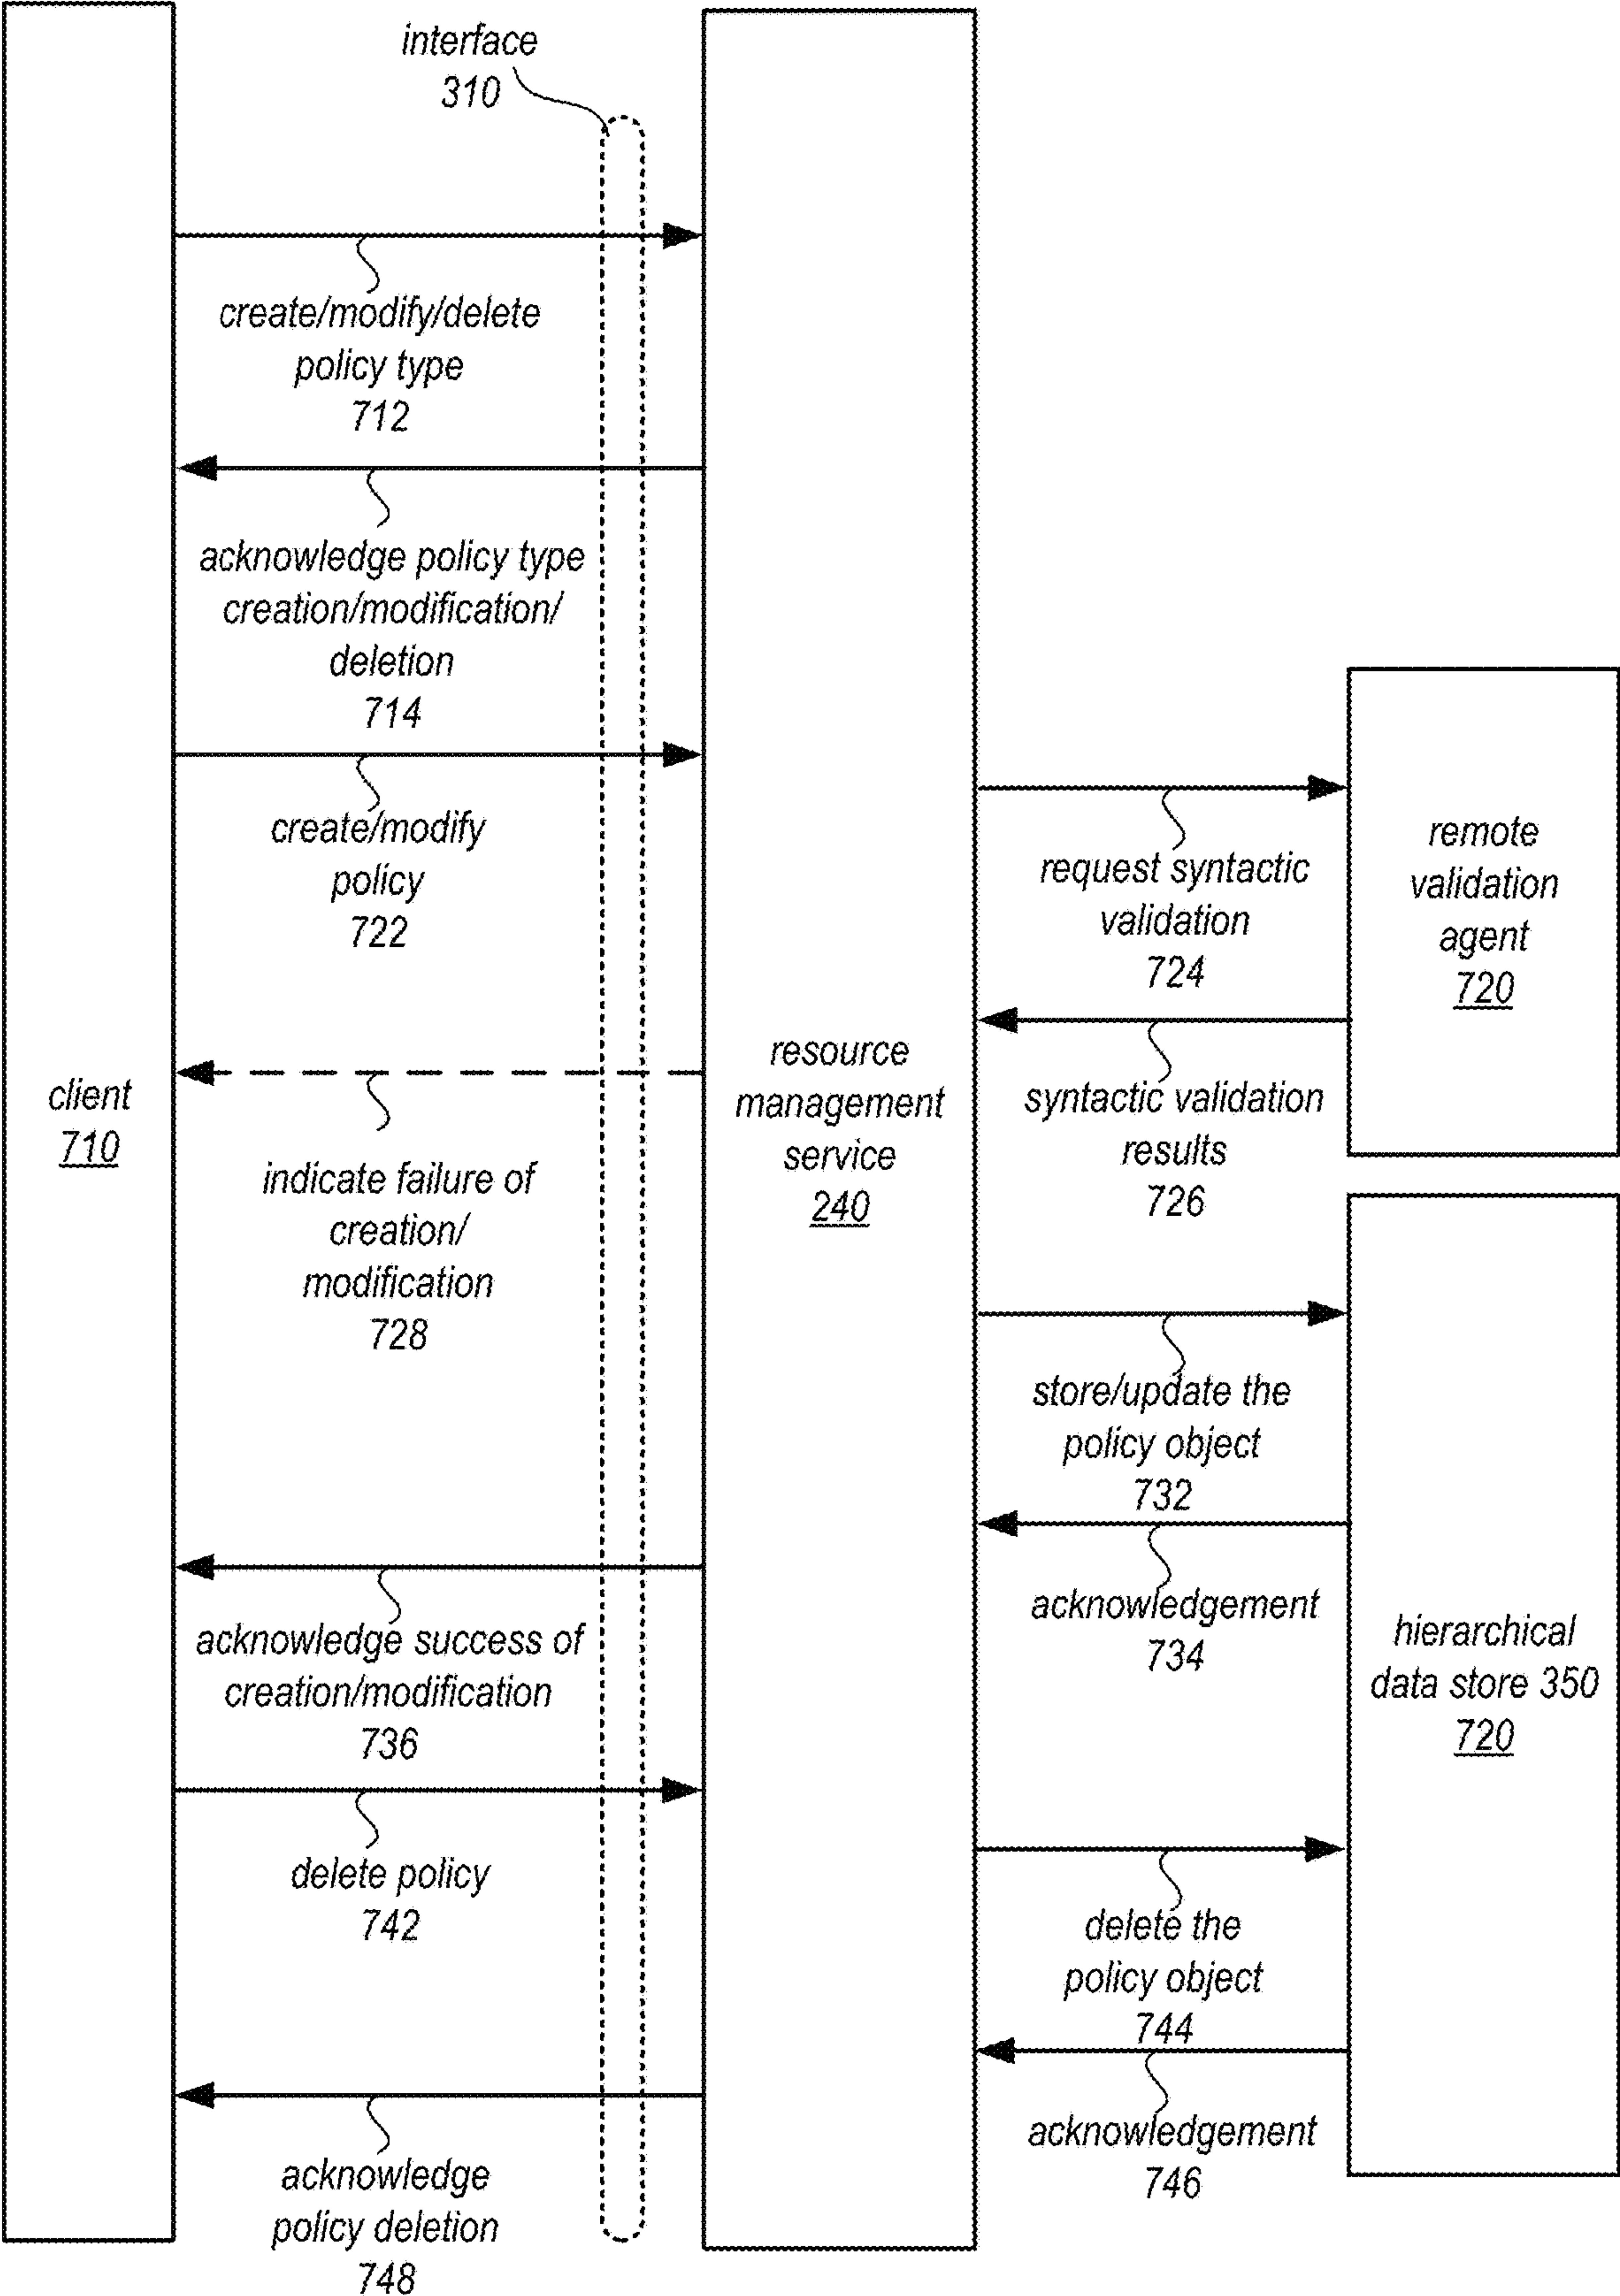 interface
310
create/modify/delete
policy type
712
acknowledge policy type
creation/modification/
deletion
714
create/modify
policy
722
request syntactic
validation
724
remote
validation
agent
720
client
710
resource
management
service
240
syntactic validation
results
726
indicate failure of
creation/
modification
728
store/update the
policy object
732
acknowledgement
734
hierarchical
data store 350
720
acknowledge success of
creation/modification
736
delete policy
742
delete the
policy object
744
acknowledgement
746
acknowledge
policy deletion
748